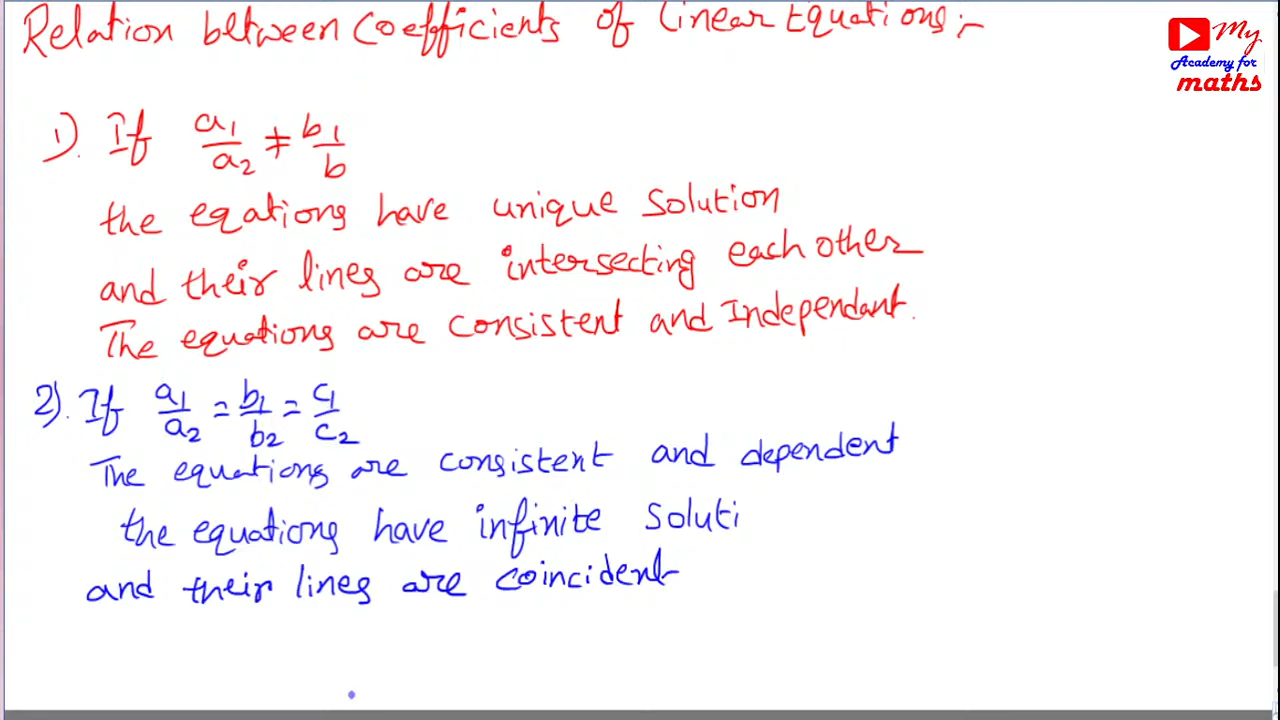 Relation between Coefficients of Linear Equations:-
My
Academy for
maths
1). If a1/a2 ≠ b1/b
the eqations have unique solution
and their lines are intersecting each other
The equations are consistent and Independant.
2). If a1/a2 = b1/b2 = c1/c2
The equations are consistent and dependent
the equations have infinite soluti
and their lines are coincident